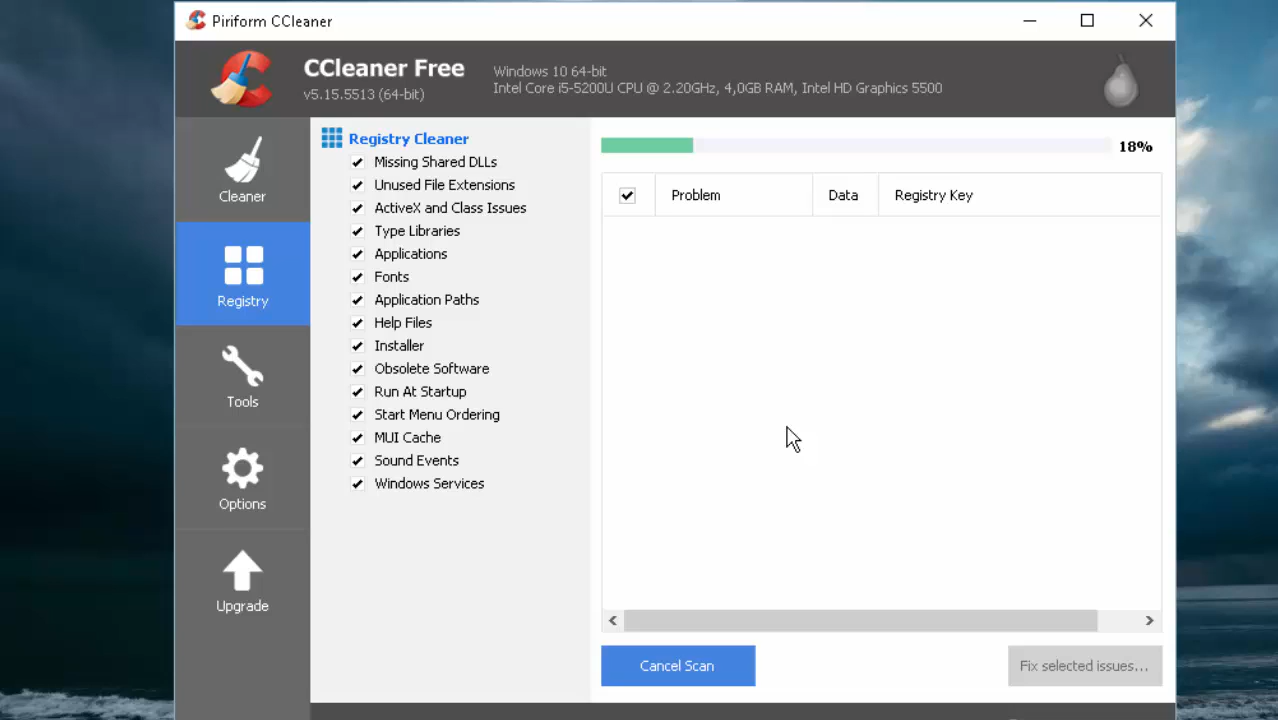 Piriform CCleaner
CCleaner Free
v5.15.5513 (64-bit)
Windows 10 64-bit
Intel Core i5-5200U CPU @ 2.20GHz, 4,0GB RAM, Intel HD Graphics 5500
Cleaner
Registry
Tools
Options
Upgrade
Registry Cleaner
Missing Shared DLLs
Unused File Extensions
ActiveX and Class Issues
Type Libraries
Applications
Fonts
Application Paths
Help Files
Installer
Obsolete Software
Run At Startup
Start Menu Ordering
MUI Cache
Sound Events
Windows Services
18%
Problem Data Registry Key
Cancel Scan
Fix selected issues...